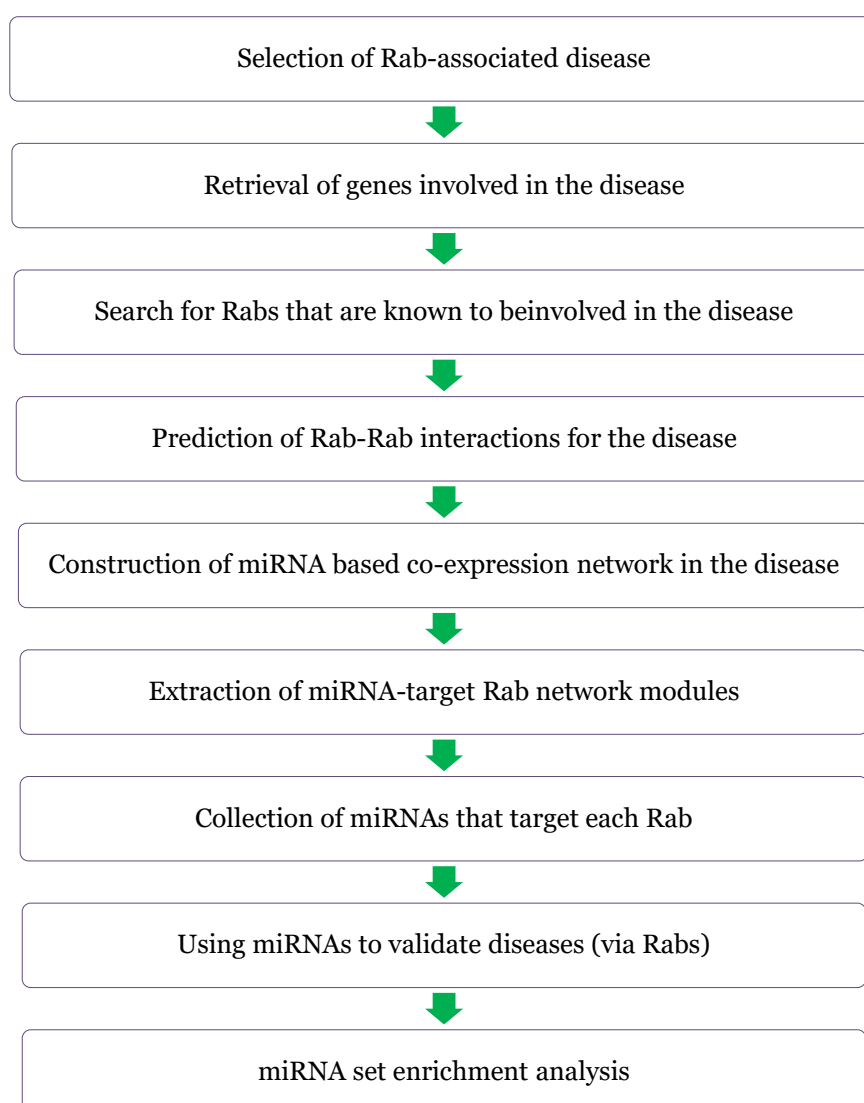 Selection of Rab-associated disease
Retrieval of genes involved in the disease
Search for Rabs that are known to beinvolved in the disease
Prediction of Rab-Rab interactions for the disease
Construction of miRNA based co-expression network in the disease
Extraction of miRNA-target Rab network modules
Collection of miRNAs that target each Rab
Using miRNAs to validate diseases (via Rabs)
miRNA set enrichment analysis